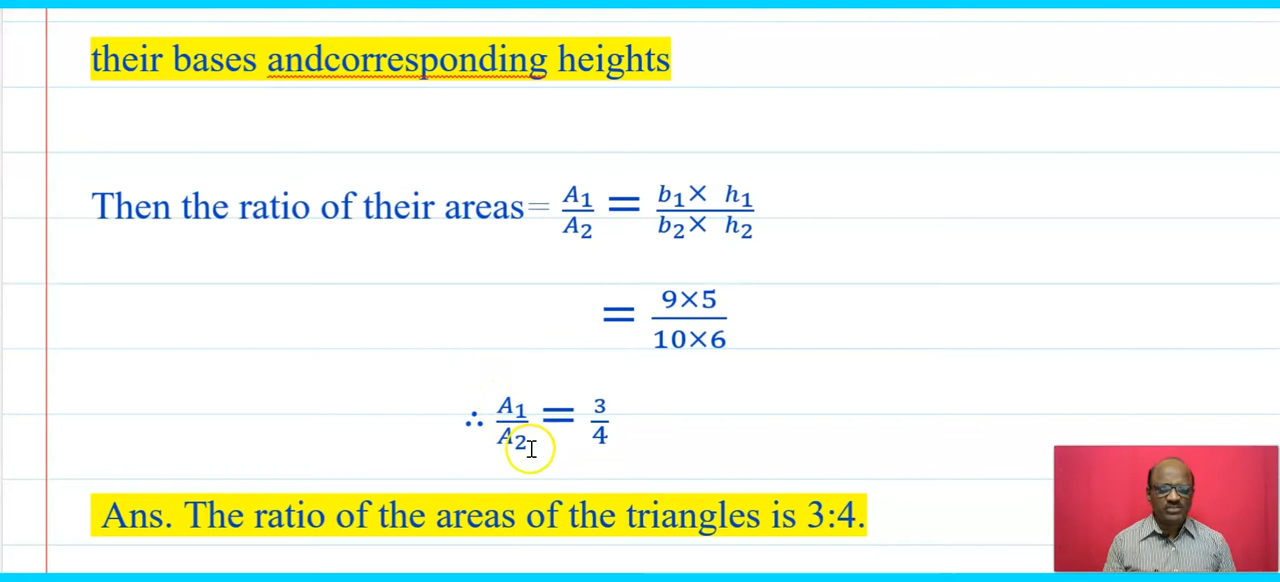 their bases andcorresponding heights
Then the ratio of their areas= A₁/A₂ = b₁× h₁ / b₂× h₂
= 9×5 / 10×6
∴ A₁/A₂ = 3/4
Ans. The ratio of the areas of the triangles is 3:4.